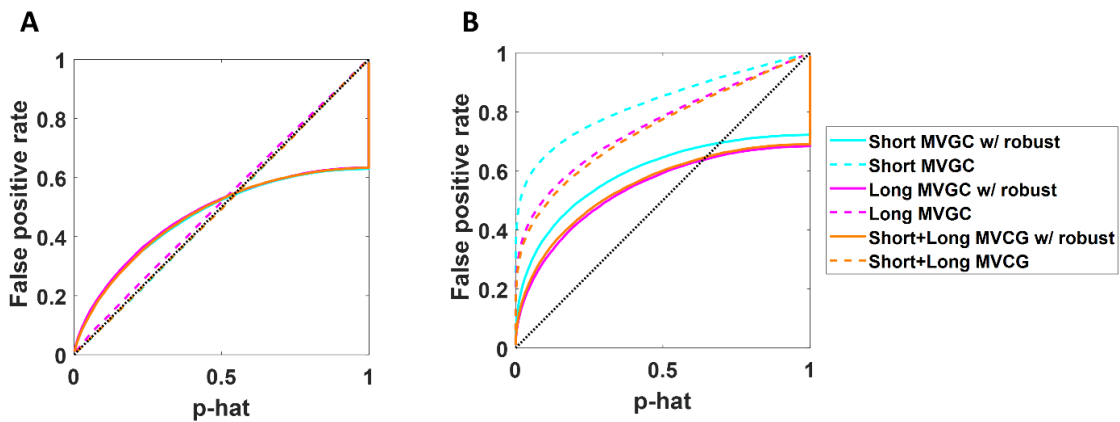 A
False positive rate
1
0.8
0.6
0.4
0.2
0
0
0.5
1
p-hat
B
False positive rate
1
0.8
0.6
0.4
0.2
0
0
0.5
1
p-hat
Short MVGC w/ robust
Short MVGC
Long MVGC w/ robust
Long MVGC
Short+Long MVCG w/ robust
Short+Long MVCG